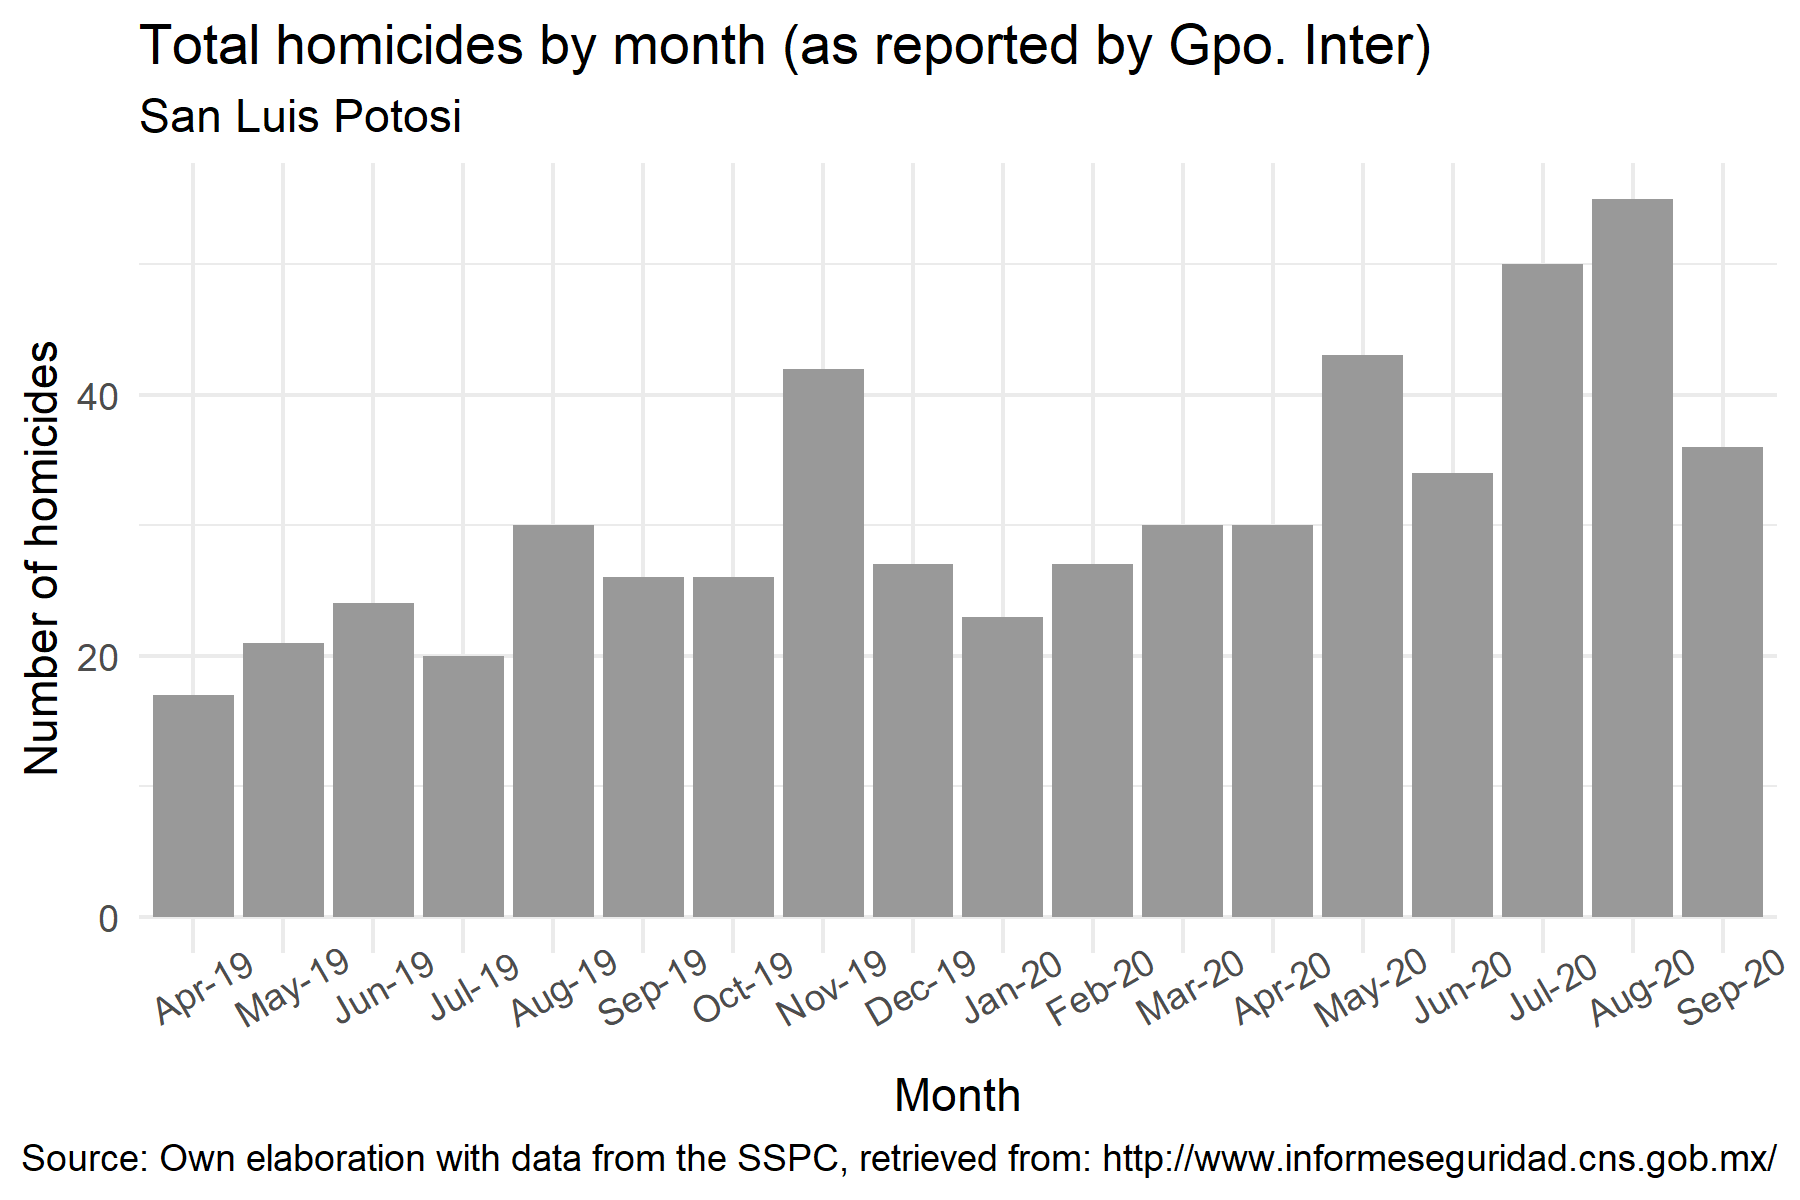 Total homicides by month (as reported by Gpo. Inter)
San Luis Potosi
Number of homicides
40
20
0
Apr-19
May-19
Jun-19
Jul-19
Aug-19
Sep-19
Oct-19
Nov-19
Dec-19
Jan-20
Feb-20
Mar-20
Apr-20
May-20
Jun-20
Jul-20
Aug-20
Sep-20
Month
Source: Own elaboration with data from the SSPC, retrieved from: http://www.informeseguridad.cns.gob.mx/